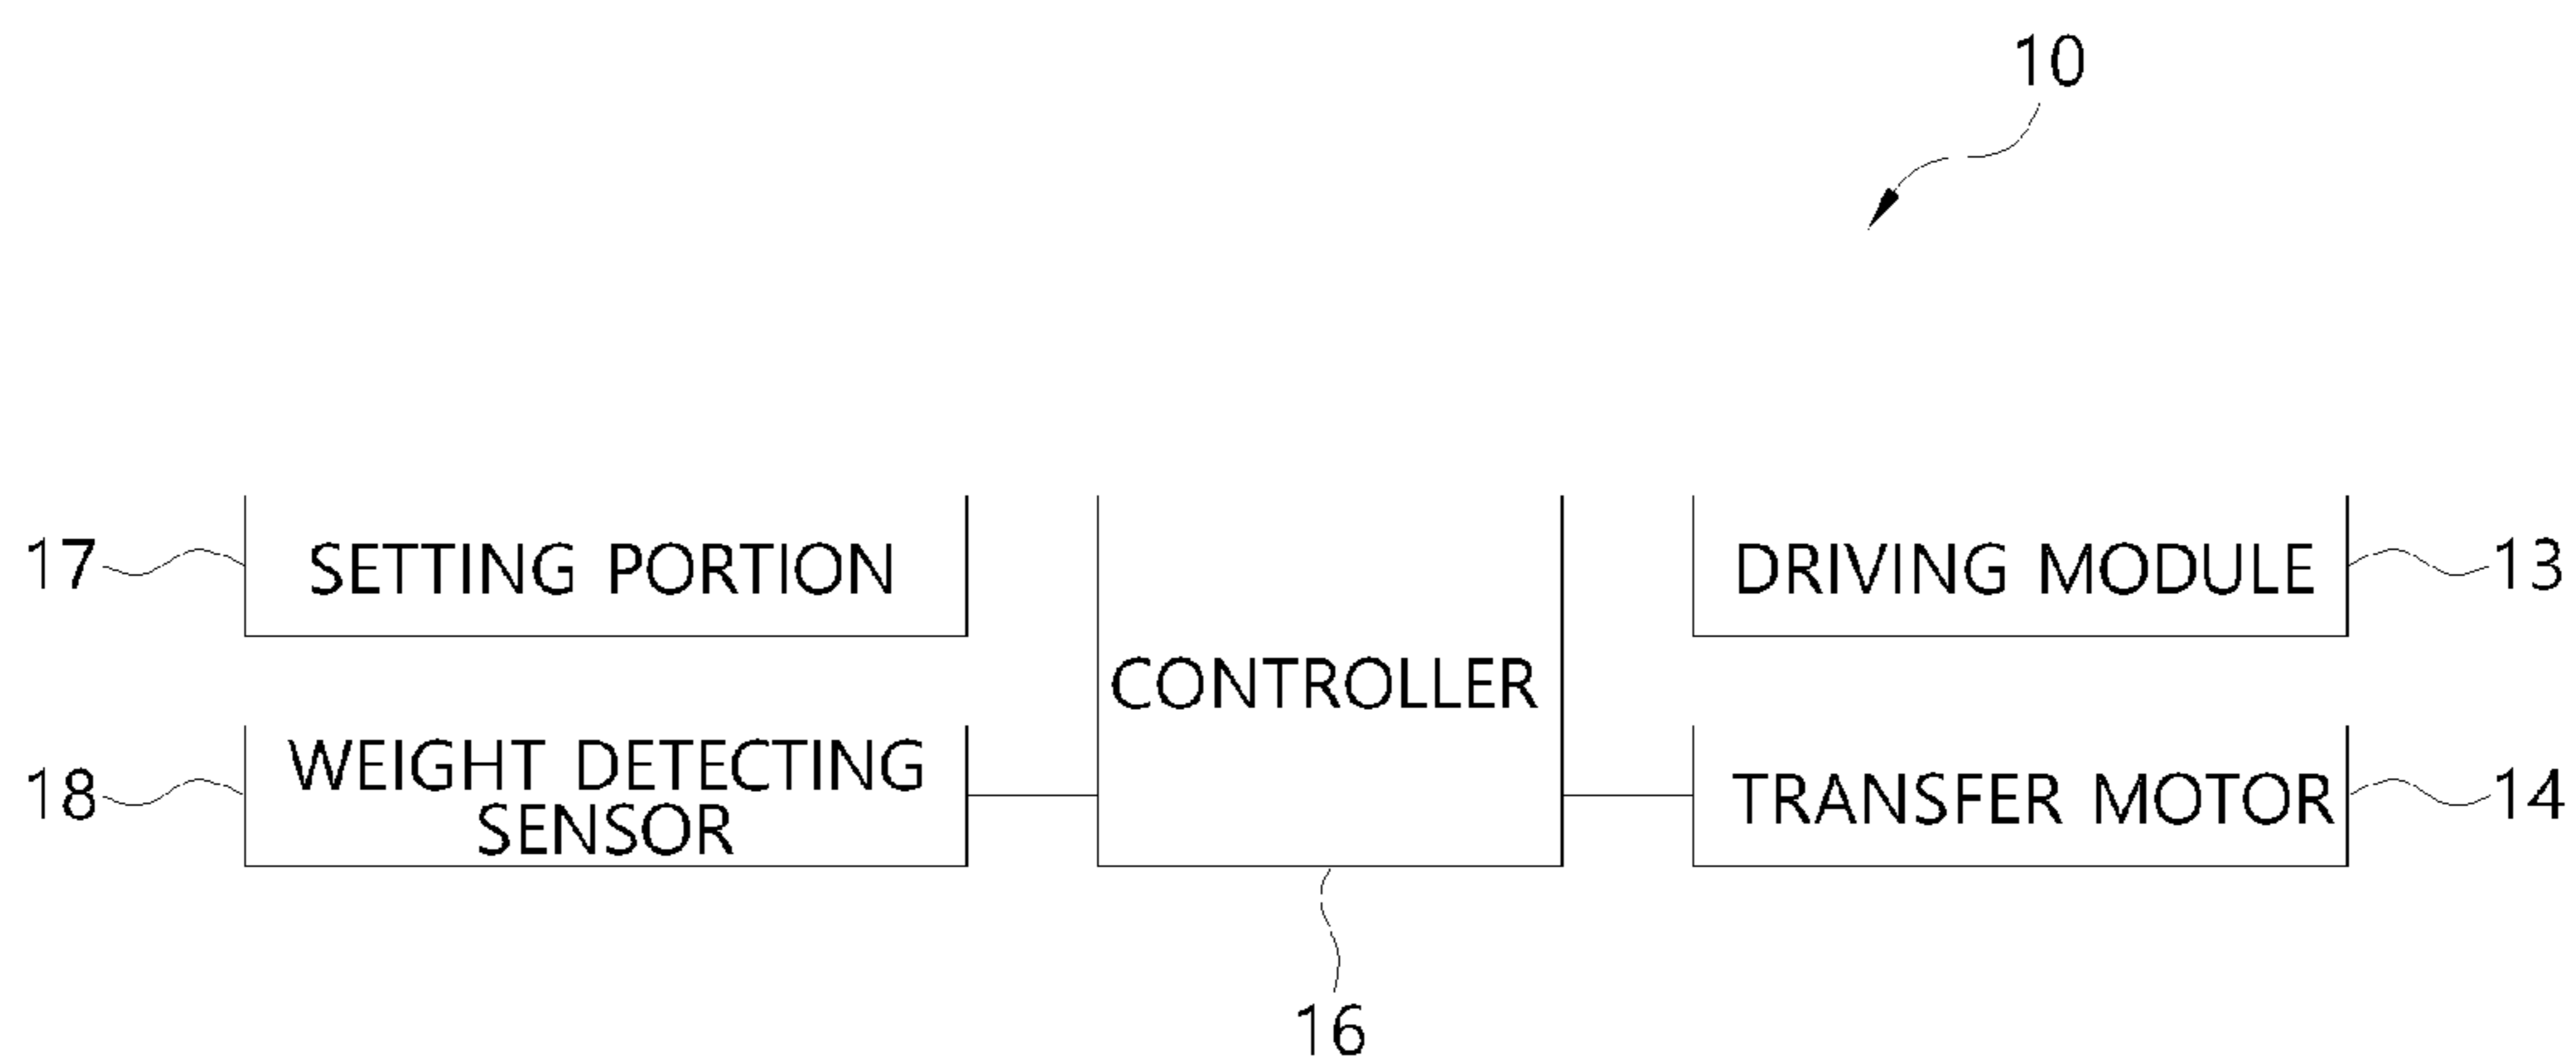 10
17 SETTING PORTION DRIVING MODULE 13
CONTROLLER
18 WEIGHT DETECTING TRANSFER MOTOR 14
SENSOR
16